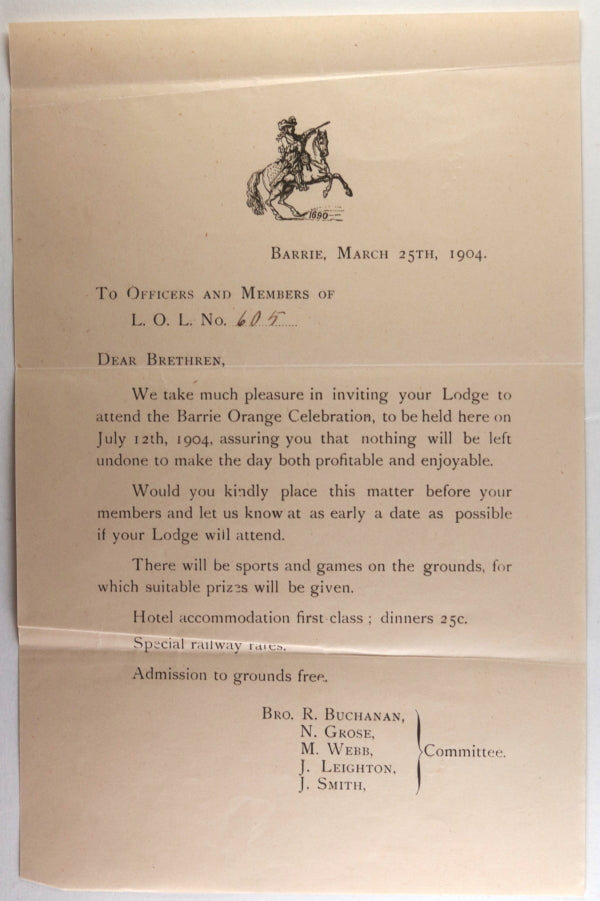 1690
BARRIE, MARCH 25TH, 1904.
TO OFFICERS AND MEMBERS OF
L. O. L. No. 605
DEAR BRETHREN,
We take much pleasure in inviting your Lodge to
attend the Barrie Orange Celebration, to be held here on
July 12th, 1904, assuring you that nothing will be left
undone to make the day both profitable and enjoyable.
Would you kindly place this matter before your
members and let us know at as early a date as possible
if your Lodge will attend.
There will be sports and games on the grounds, for
which suitable prizes will be given.
Hotel accommodation first class ; dinners 25c.
Special railway rates.
Admission to grounds free.
BRO. R. BUCHANAN,
N. GROSE,
M. WEBB, Committee.
J. LEIGHTON,
J. SMITH,